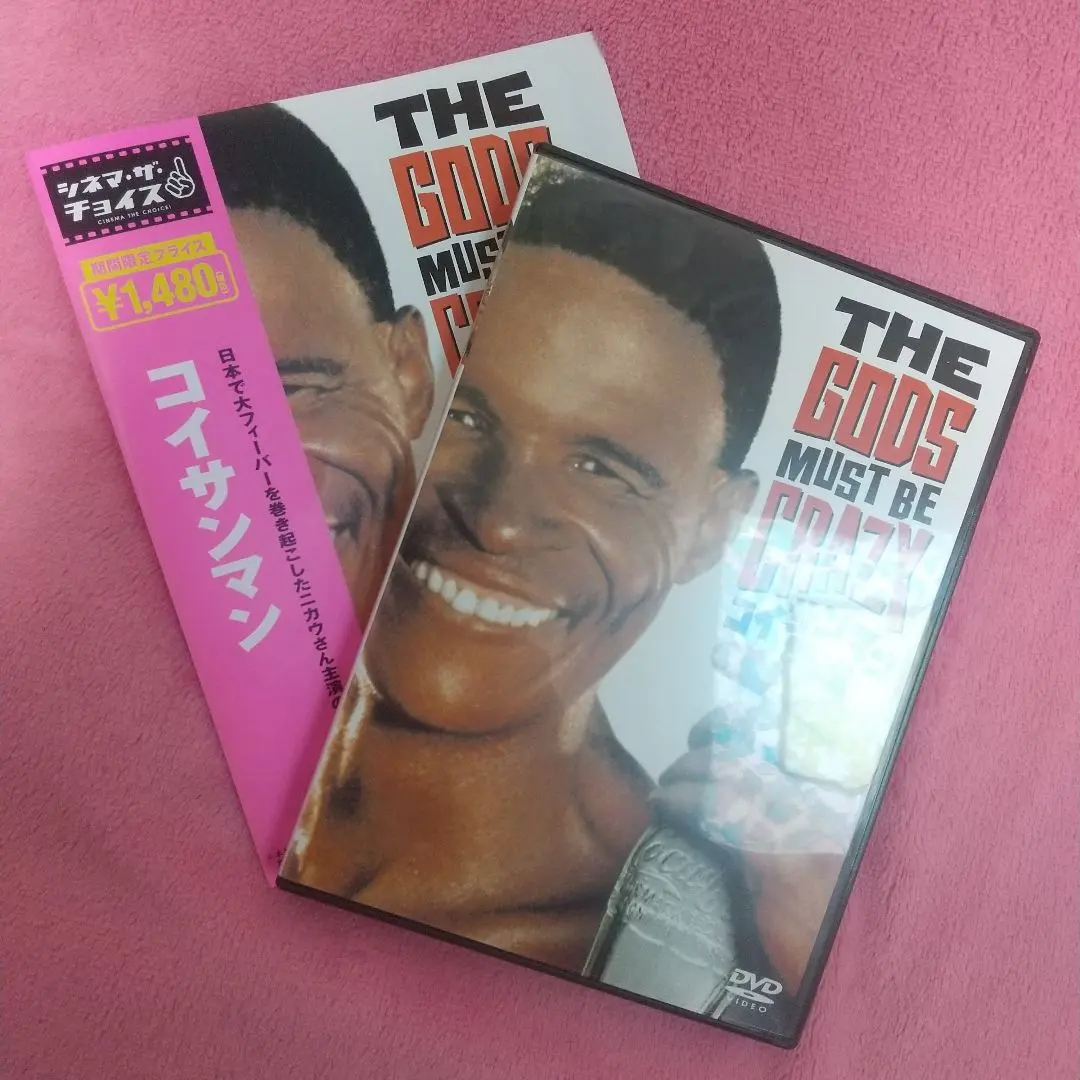 シネマ・ザ・
チョイス
CINEMA THE CHOICE!
期間限定プライス
¥1,480
コイサンマン
日本で大フィーバーを巻き起こしたニカウさん主演の
THE
GODS
MUST
THE
GODS
MUST BE
CRAZY
Coca
DVD
VIDEO